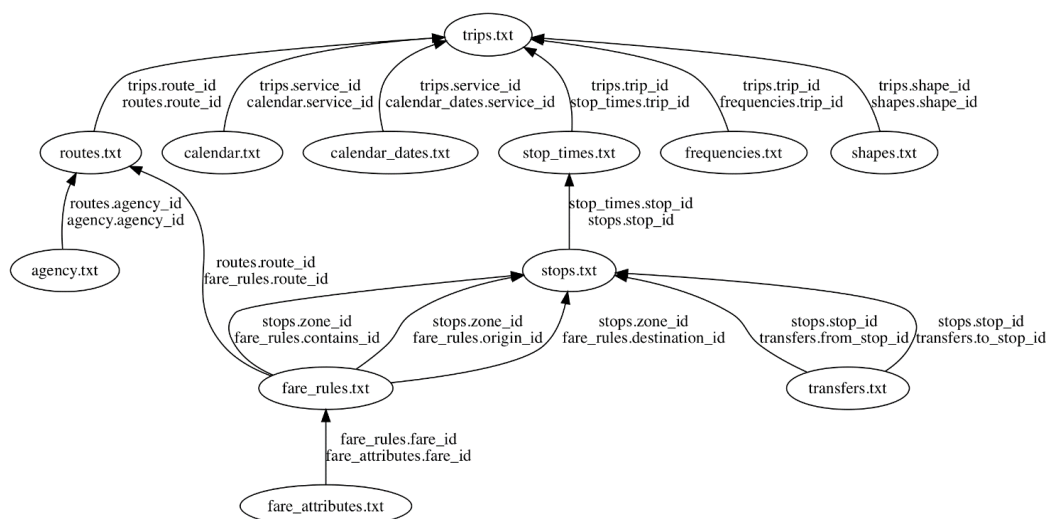 trips.txt
trips.route_id
routes.route_id
trips.service_id
calendar.service_id
trips.service_id
calendar_dates.service_id
trips.trip_id
stop_times.trip_id
trips.trip_id
frequencies.trip_id
trips.shape_id
shapes.shape_id
routes.txt
calendar.txt
calendar_dates.txt
stop_times.txt
frequencies.txt
shapes.txt
routes.agency_id
agency.agency_id
stop_times.stop_id
stops.stop_id
agency.txt
routes.route_id
fare_rules.route_id
stops.txt
stops.zone_id
fare_rules.contains_id
stops.zone_id
fare_rules.origin_id
stops.zone_id
fare_rules.destination_id
stops.stop_id
transfers.from_stop_id
stops.stop_id
transfers.to_stop_id
fare_rules.txt
transfers.txt
fare_rules.fare_id
fare_attributes.fare_id
fare_attributes.txt